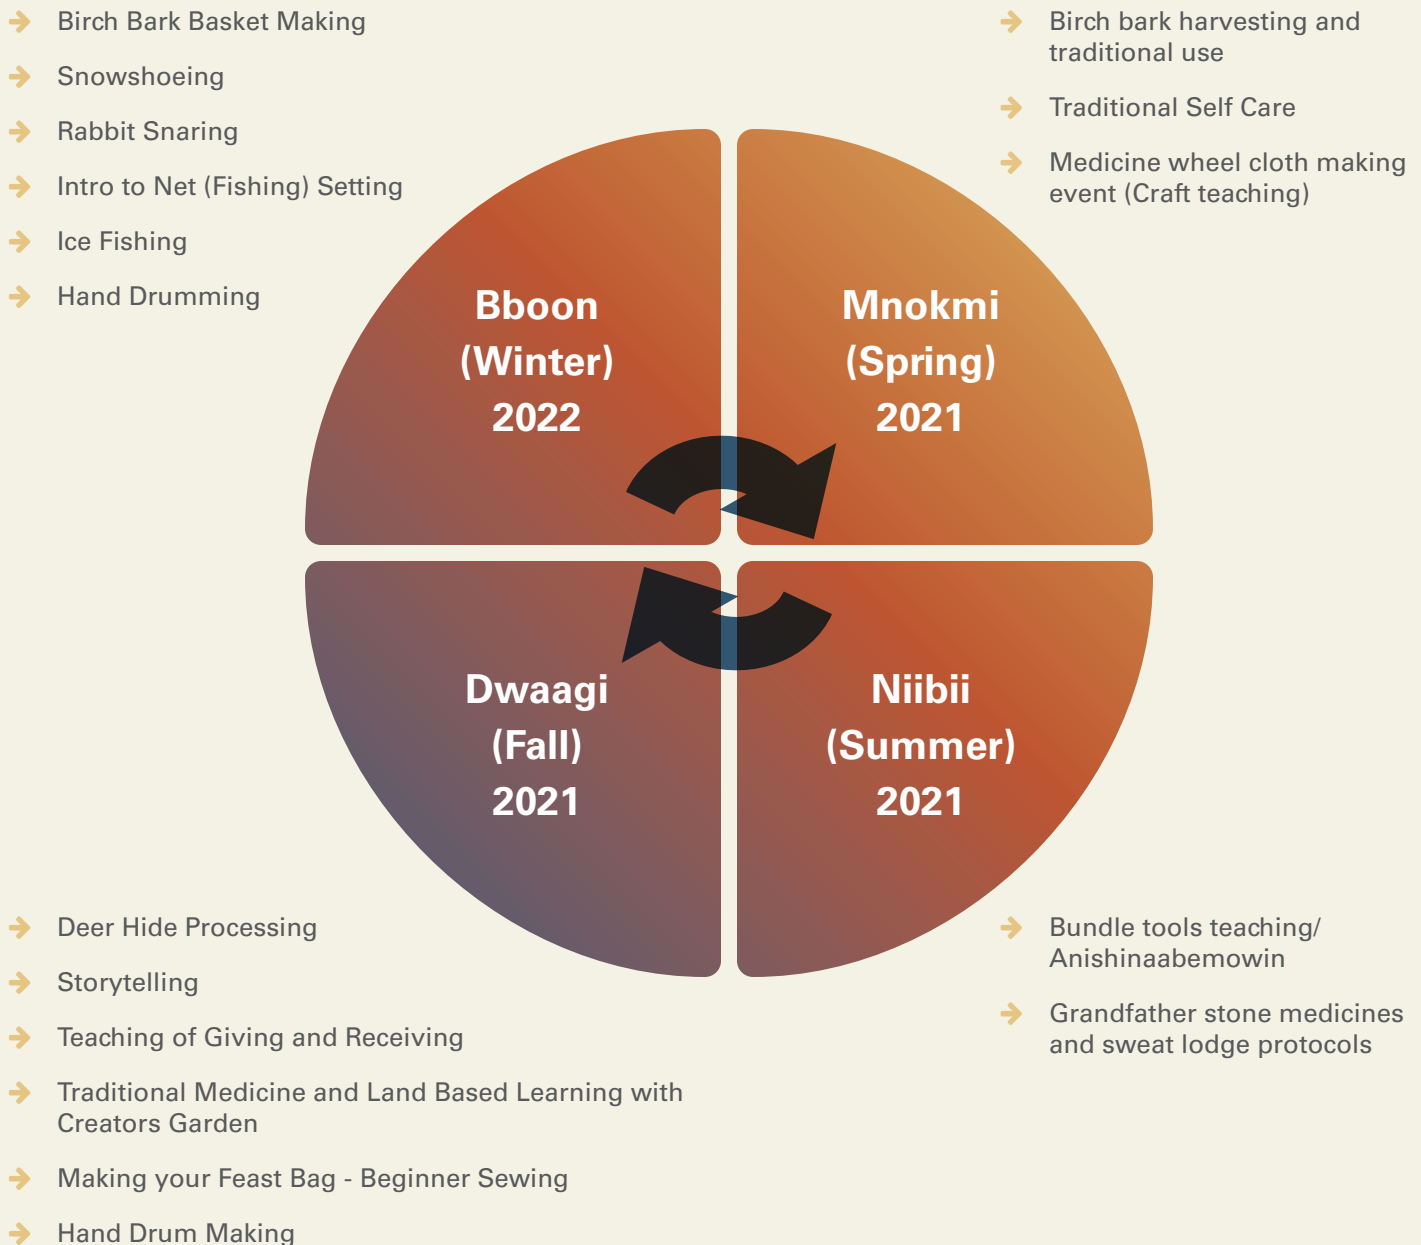 Birch Bark Basket Making
Snowshoeing
Rabbit Snaring
Intro to Net (Fishing) Setting
Ice Fishing
Hand Drumming
Birch bark harvesting and
traditional use
Traditional Self Care
Medicine wheel cloth making
event (Craft teaching)
Bboon
(Winter)
2022
Mnokmi
(Spring)
2021
Dwaagi
(Fall)
2021
Niibii
(Summer)
2021
Deer Hide Processing
Storytelling
Teaching of Giving and Receiving
Traditional Medicine and Land Based Learning with
Creators Garden
Making your Feast Bag - Beginner Sewing
Hand Drum Making
Bundle tools teaching/
Anishinaabemowin
Grandfather stone medicines
and sweat lodge protocols